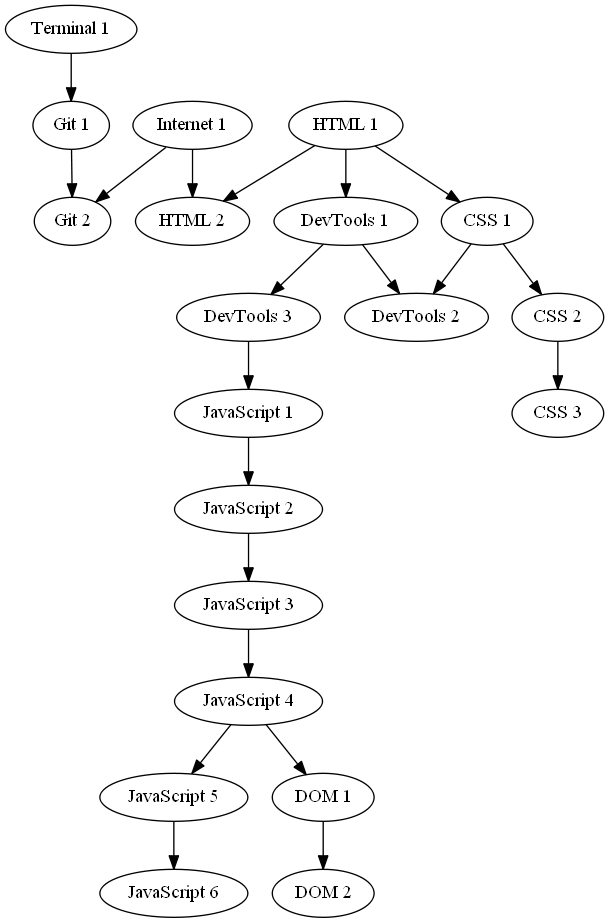 Terminal 1
Git 1
Internet 1
HTML 1
Git 2
HTML 2
DevTools 1
CSS 1
DevTools 3
DevTools 2
CSS 2
JavaScript 1
CSS 3
JavaScript 2
JavaScript 3
JavaScript 4
JavaScript 5
DOM 1
JavaScript 6
DOM 2